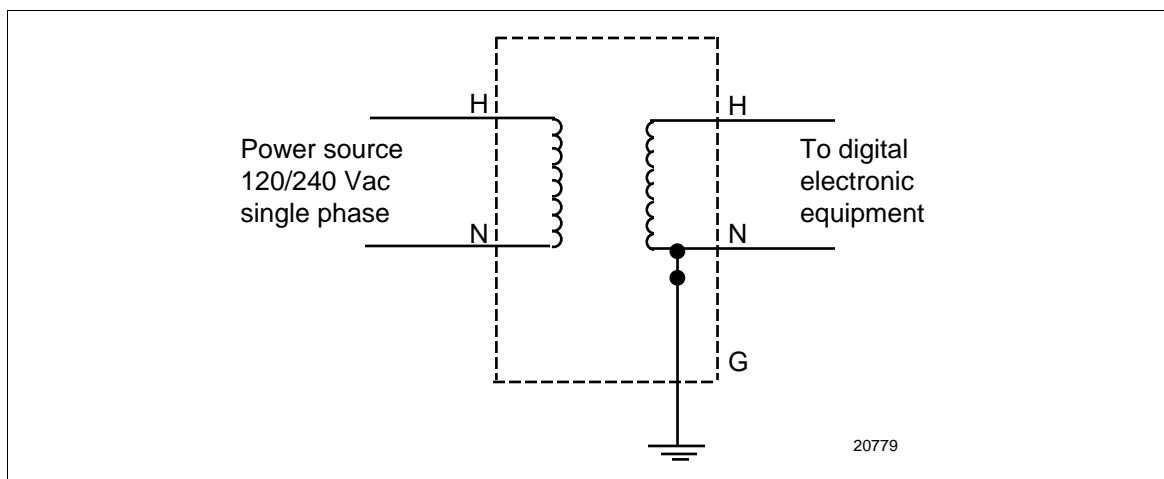 H
H
Power source
120/240 Vac
single phase
To digital
electronic
equipment
N
N
G
20779